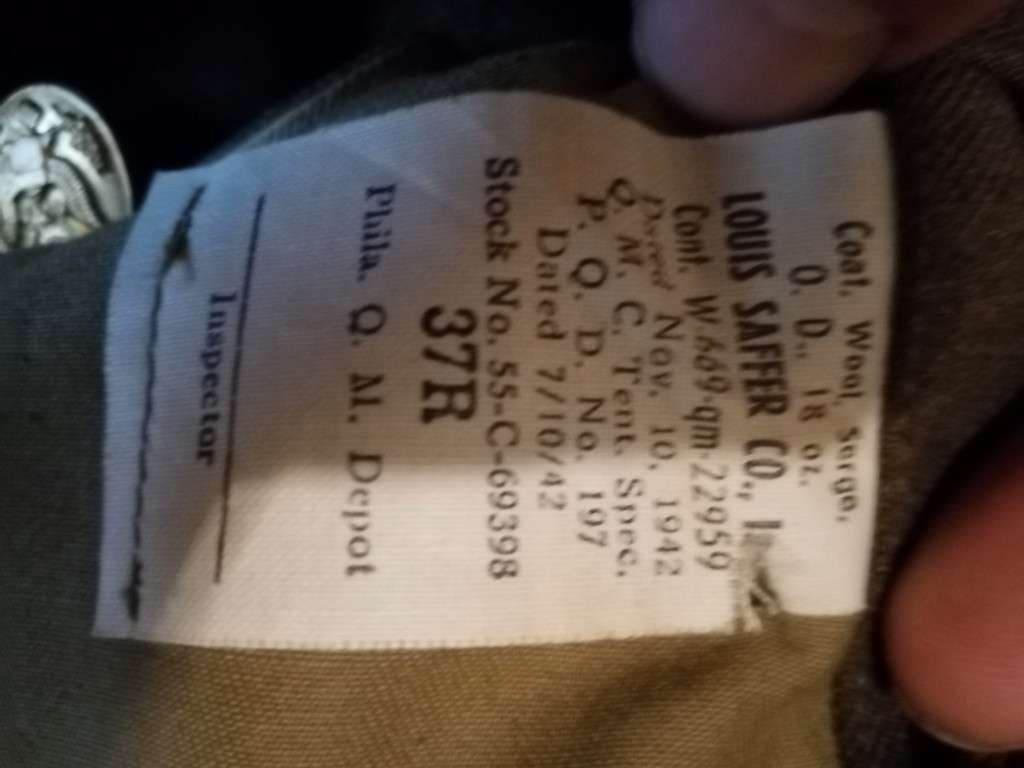 Coat, Wool, Serge,
O. D., 18 oz.
LOUIS SAFFER CO.,
Cont. W-669-qm-22959
Dated Nov. 10, 1942
Q. M. C. Tent. Spec.
P. Q. D. No. 197
Dated 7/10/42
Stock No. 55-C-69398
37R
Phila. Q. M. Depot
Inspector